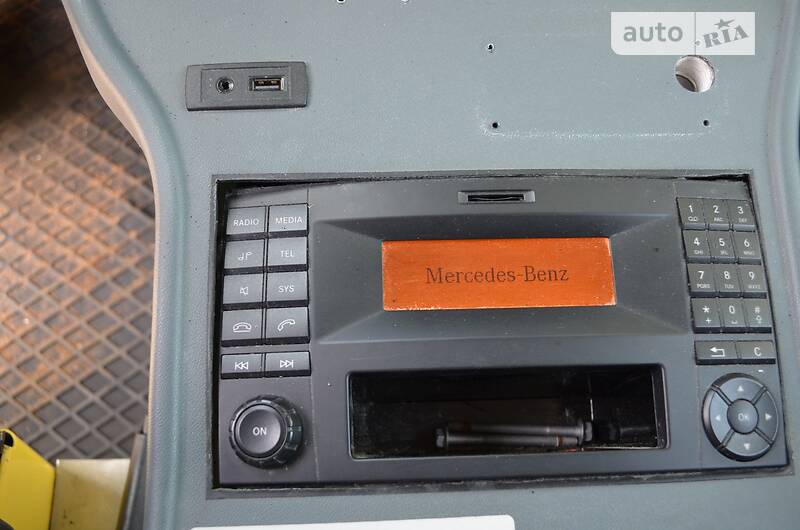 auto RIA
RADIO MEDIA
TEL
SYS
Mercedes-Benz
ON
1 2 3
ABC DEF
4 5 6
GHI JKL MNO
7 8 9
PQRS TUV WXYZ
* 0 #
+
C
OK